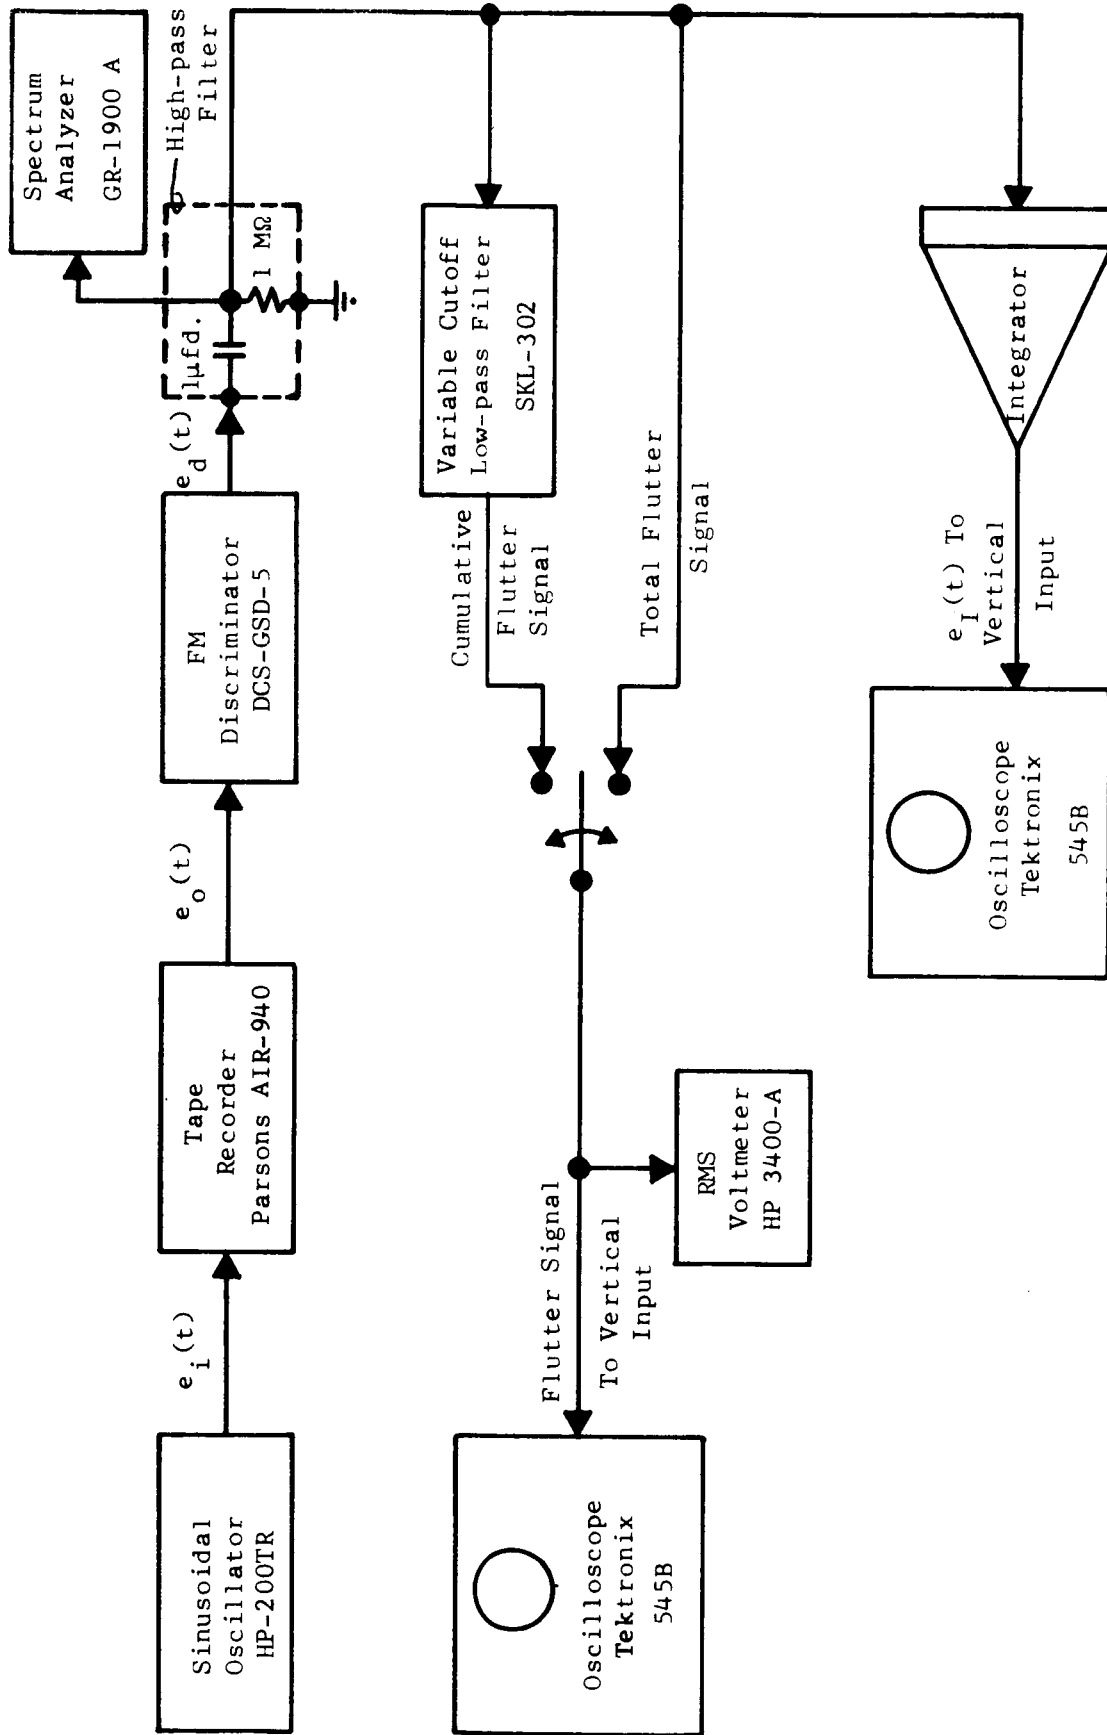 Sinusoidal
Oscillator
HP-200TR
e_i(t)
Tape
Recorder
Parsons AIR-940
e_o(t)
FM
Discriminator
DCS-GSD-5
e_d(t)
1μfd.
1 MΩ
High-pass
Filter
Spectrum
Analyzer
GR-1900 A
Variable Cutoff
Low-pass Filter
SKL-302
Cumulative
Flutter
Signal
Total Flutter
Signal
Flutter Signal
To Vertical
Input
RMS
Voltmeter
HP 3400-A
Oscilloscope
Tektronix
545B
Integrator
e_I(t) To
Vertical
Input
Oscilloscope
Tektronix
545B